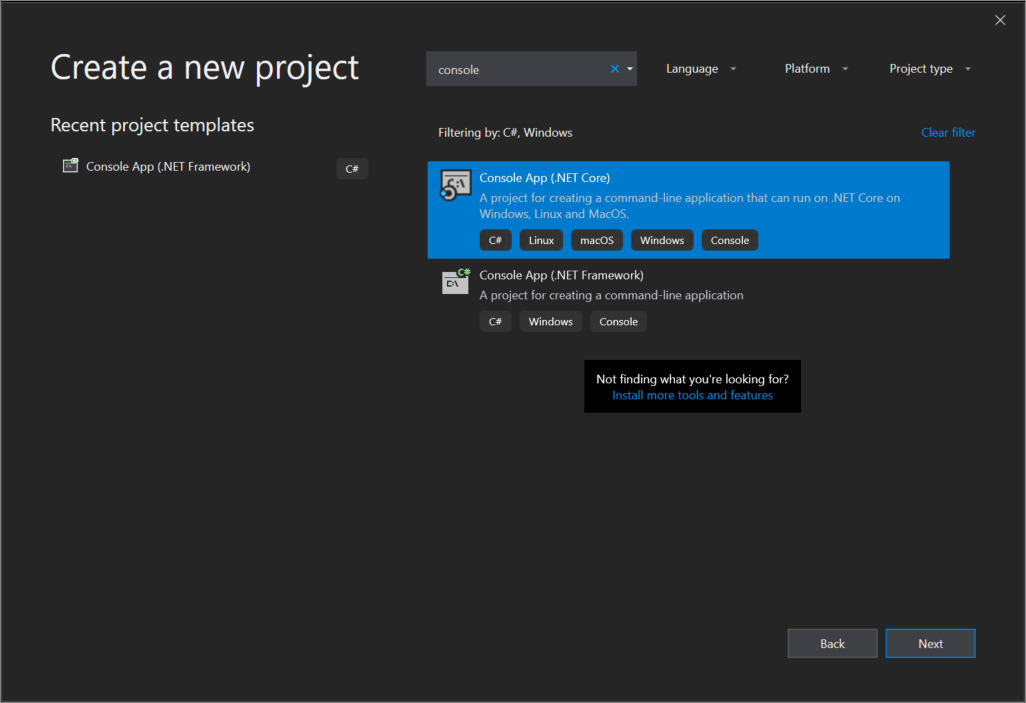 Create a new project
console
Language
Platform
Project type
Recent project templates
Console App (.NET Framework)
C#
Filtering by: C#, Windows
Clear filter
Console App (.NET Core)
A project for creating a command-line application that can run on .NET Core on
Windows, Linux and MacOS.
C#
Linux
macOS
Windows
Console
Console App (.NET Framework)
A project for creating a command-line application
C#
Windows
Console
Not finding what you're looking for?
Install more tools and features
Back
Next